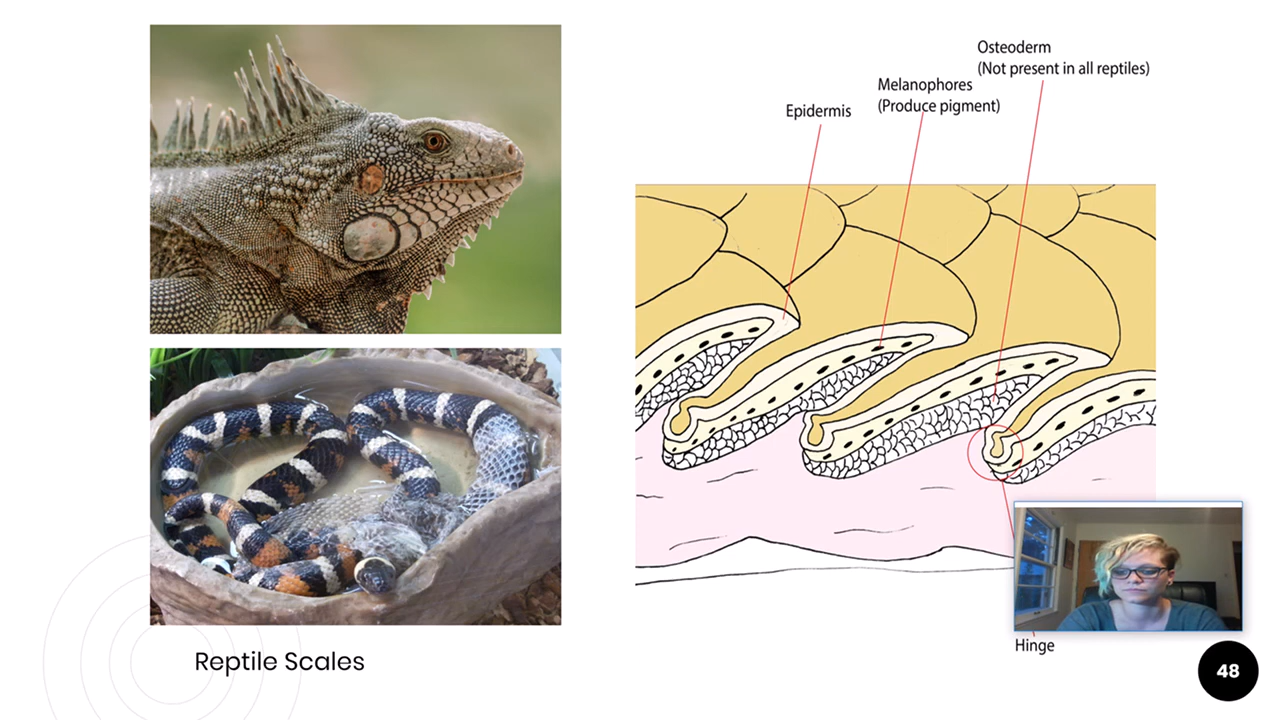 Osteoderm
(Not present in all reptiles)
Melanophores
(Produce pigment)
Epidermis
Hinge
Reptile Scales
48